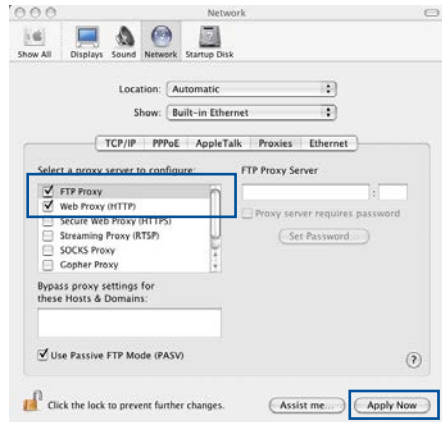 Network
Show All Displays Sound Network Startup Disk
Location: Automatic
Show: Built-in Ethernet
TCP/IP PPPoE AppleTalk Proxies Ethernet
Select a proxy server to configure:
FTP Proxy
Web Proxy (HTTP)
Secure Web Proxy (HTTPS)
Streaming Proxy (RTSP)
SOCKS Proxy
Gopher Proxy
FTP Proxy Server
:
Proxy server requires password
Set Password...
Bypass proxy settings for
these Hosts & Domains:
Use Passive FTP Mode (PASV)
?
Click the lock to prevent further changes.
Assist me...
Apply Now